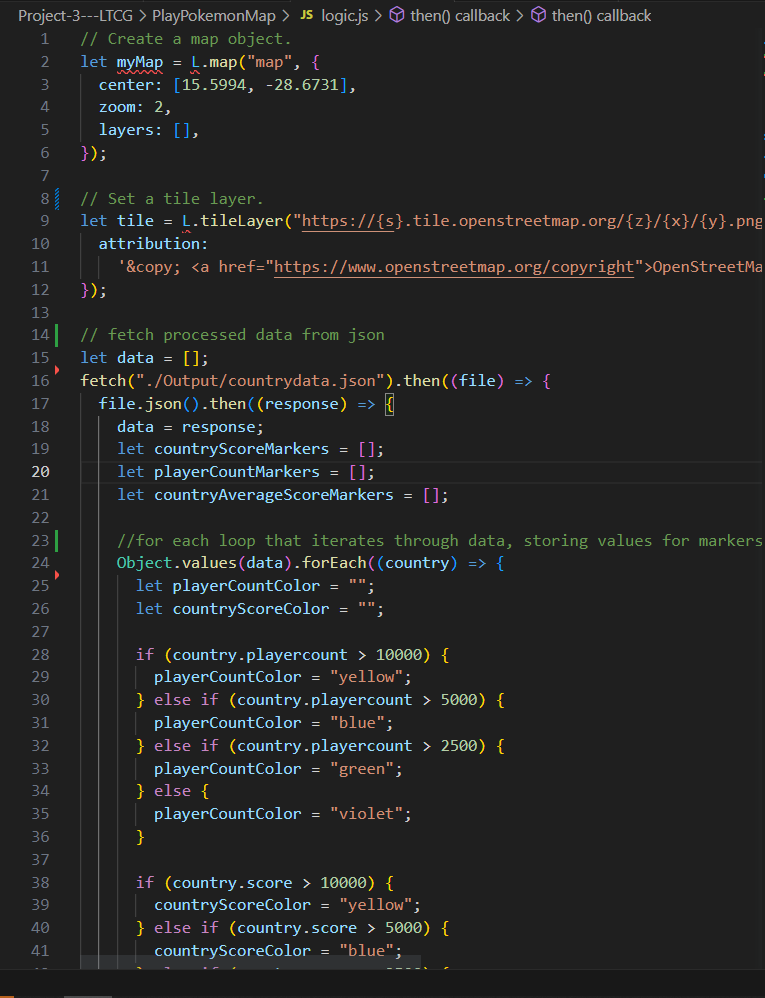 Project-3---LTCG > PlayPokemonMap > JS logic.js > then() callback > then() callback
1 // Create a map object.
2 let myMap = L.map("map", {
3   center: [15.5994, -28.6731],
4   zoom: 2,
5   layers: [],
6 });
7
8 // Set a tile layer.
9 let tile = L.tileLayer("https://{s}.tile.openstreetmap.org/{z}/{x}/{y}.png
10   attribution:
11     '&copy; <a href="https://www.openstreetmap.org/copyright">OpenStreetMa
12 });
13
14 // fetch processed data from json
15 let data = [];
16 fetch("./Output/countrydata.json").then((file) => {
17   file.json().then((response) => {
18     data = response;
19     let countryScoreMarkers = [];
20     let playerCountMarkers = [];
21     let countryAverageScoreMarkers = [];
22
23     //for each loop that iterates through data, storing values for markers
24     Object.values(data).forEach((country) => {
25       let playerCountColor = "";
26       let countryScoreColor = "";
27
28       if (country.playercount > 10000) {
29         playerCountColor = "yellow";
30       } else if (country.playercount > 5000) {
31         playerCountColor = "blue";
32       } else if (country.playercount > 2500) {
33         playerCountColor = "green";
34       } else {
35         playerCountColor = "violet";
36       }
37
38       if (country.score > 10000) {
39         countryScoreColor = "yellow";
40       } else if (country.score > 5000) {
41         countryScoreColor = "blue";